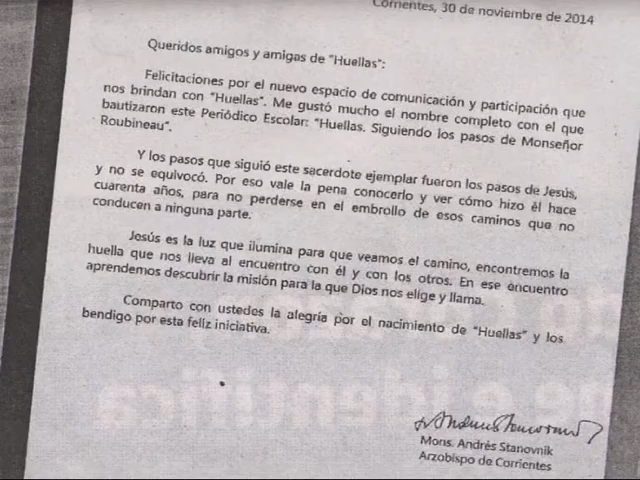 Corrientes, 30 de noviembre de 2014
Queridos amigos y amigas de "Huellas":
Felicitaciones por el nuevo espacio de comunicación y participación que
nos brindan con "Huellas". Me gustó mucho el nombre completo con el que
bautizaron este Periódico Escolar: "Huellas. Siguiendo los pasos de Monseñor
Roubineau".
Y los pasos que siguió este sacerdote ejemplar fueron los pasos de Jesús,
y no se equivocó. Por eso vale la pena conocerlo y ver cómo hizo él hace
cuarenta años, para no perderse en el embrollo de esos caminos que no
conducen a ninguna parte.
Jesús es la luz que ilumina para que veamos el camino, encontremos la
huella que nos lleva al encuentro con él y con los otros. En ese encuentro
aprendemos descubrir la misión para la que Dios nos elige y llama.
Comparto con ustedes la alegría por el nacimiento de "Huellas" y los
bendigo por esta feliz iniciativa.
Mons. Andrés Stanovnik
Arzobispo de Corrientes